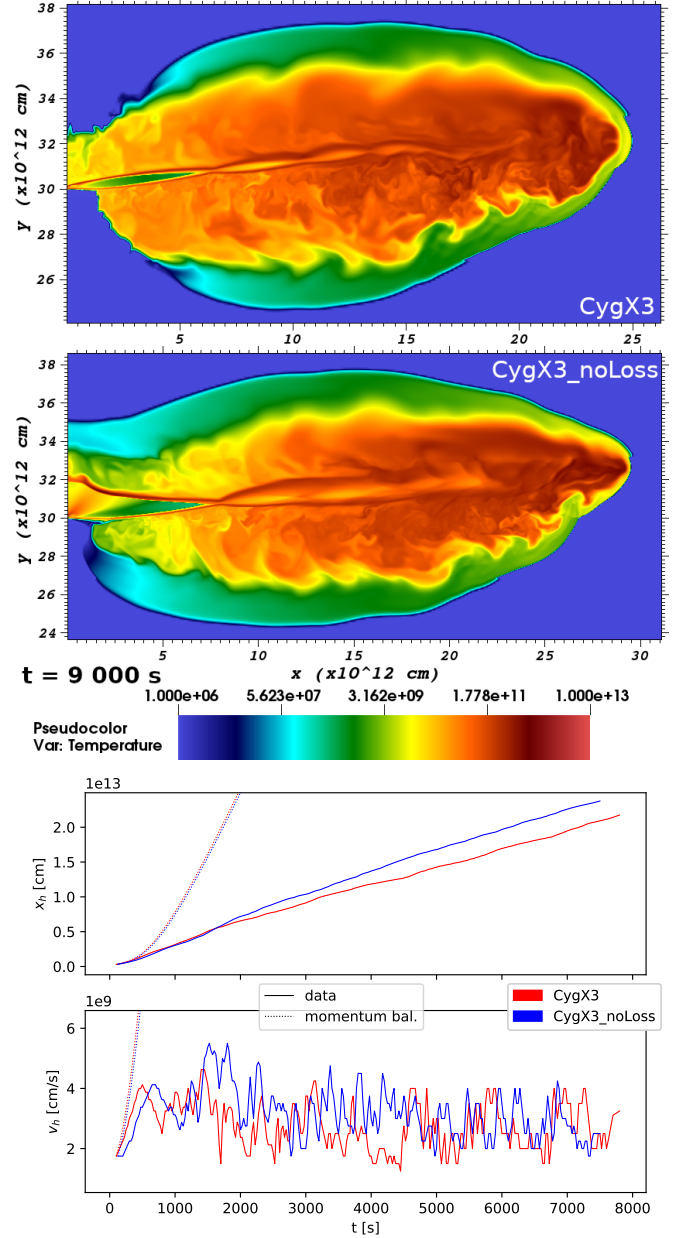 38
34
32
30
28
26
y (x10^12 cm)
CygX3
5
10
15
20
25
38
36
34
32
30
28
26
24
y (x10^12 cm)
CygX3_noLoss
5
10
15
20
25
30
t = 9 000 s
x (x10^12 cm)
1.000e+06 5.623e+07 3.162e+09 1.778e+11 1.000e+13
Pseudocolor
Var: Temperature
1e13
2.0
1.5
1.0
0.5
0.0
x_h [cm]
data
momentum bal.
CygX3
CygX3_noLoss
1e9
6
4
2
v_h [cm/s]
0 1000 2000 3000 4000 5000 6000 7000 8000
t [s]